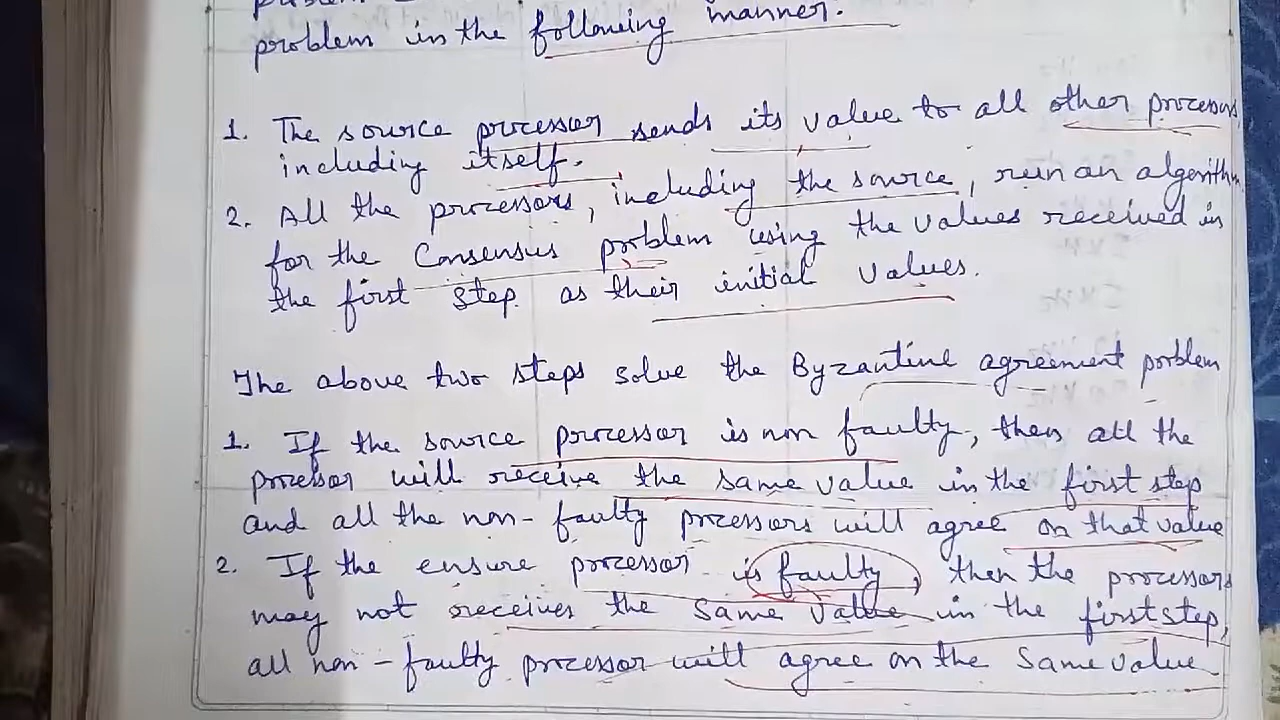 problem in the following manner.
1. The source processor sends its value to all other processors
including itself.
2. All the processors, including the source, run an algorithm
for the Consensus problem using the values received in
the first step as their initial values.
The above two steps solve the Byzantine agreement problem
1. If the source processor is non faulty, then all the
processor will receive the same value in the first step
and all the non-faulty processors will agree on that value
2. If the ensure processor is faulty, then the processors
may not receives the same value in the first step,
all non-faulty processor will agree on the same value